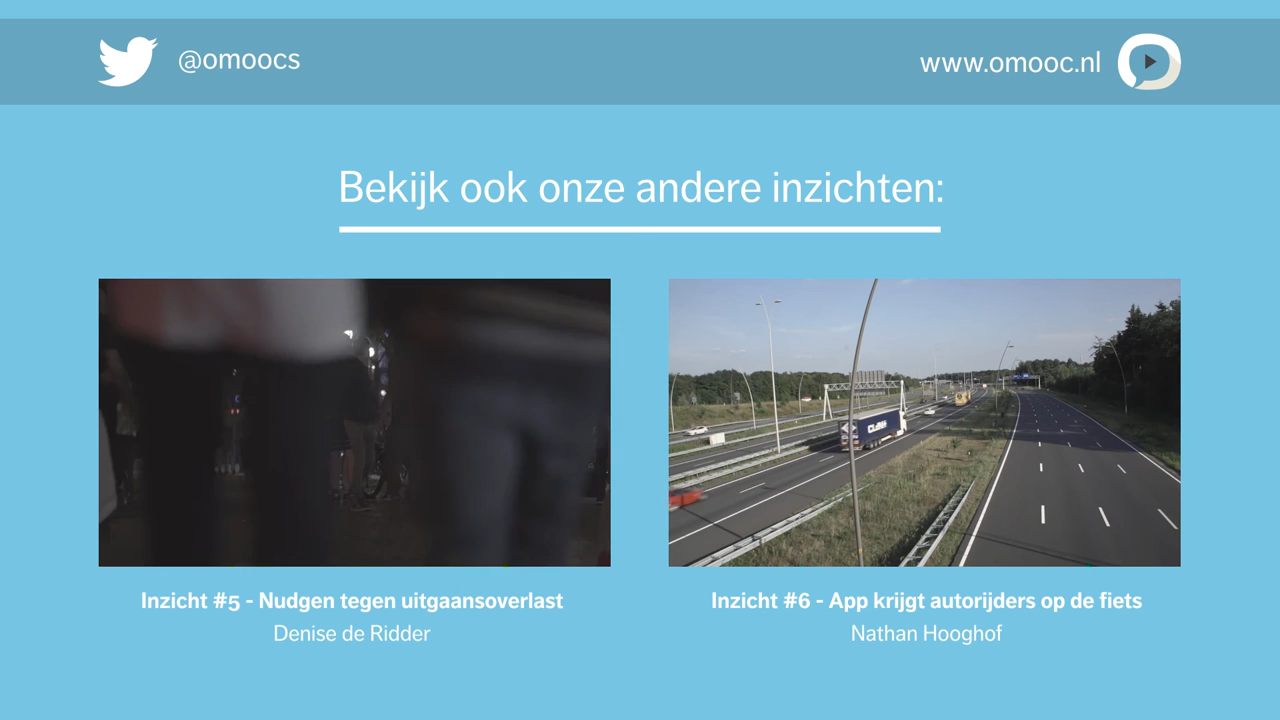 @omoocs
www.omooc.nl
Bekijk ook onze andere inzichten:
Inzicht #5 - Nudgen tegen uitgaansoverlast
Denise de Ridder
Inzicht #6 - App krijgt autorijders op de fiets
Nathan Hooghof